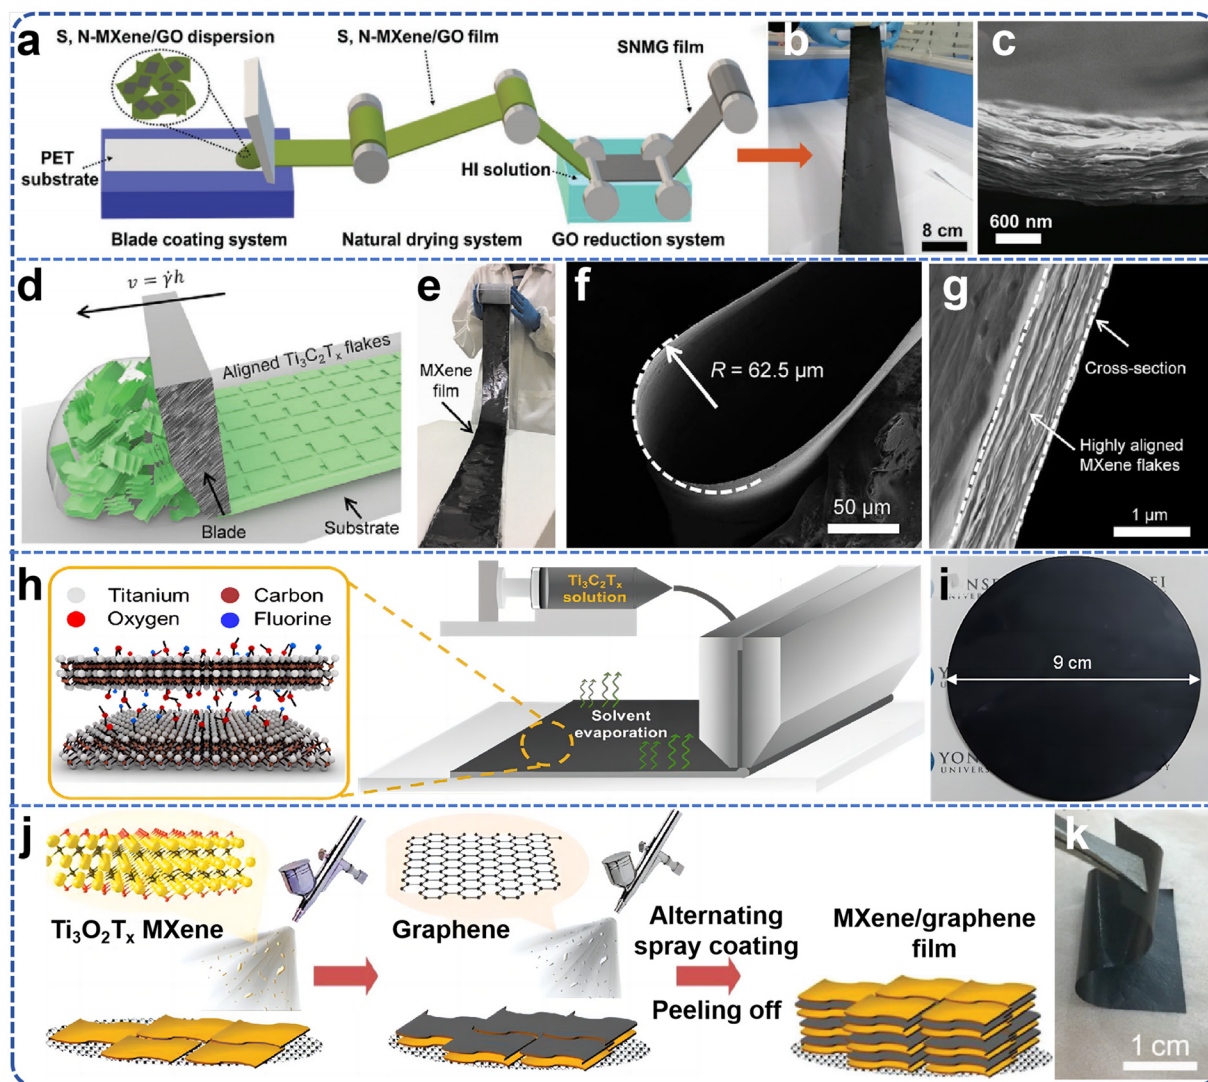 a
S, N-MXene/GO dispersion
S, N-MXene/GO film
SNMG film
PET
substrate
HI solution
Blade coating system
Natural drying system
GO reduction system
b
8 cm
c
600 nm
d
v = γ̇h
Aligned Ti₃C₂Tₓ flakes
Blade
Substrate
e
MXene
film
f
R = 62.5 μm
50 μm
g
Cross-section
Highly aligned
MXene flakes
1 μm
h
Titanium
Carbon
Oxygen
Fluorine
Ti₃C₂Tₓ
solution
Solvent
evaporation
i
9 cm
YO
UNIVER
j
Ti₃O₂Tₓ MXene
Graphene
Alternating
spray coating
Peeling off
MXene/graphene
film
k
1 cm